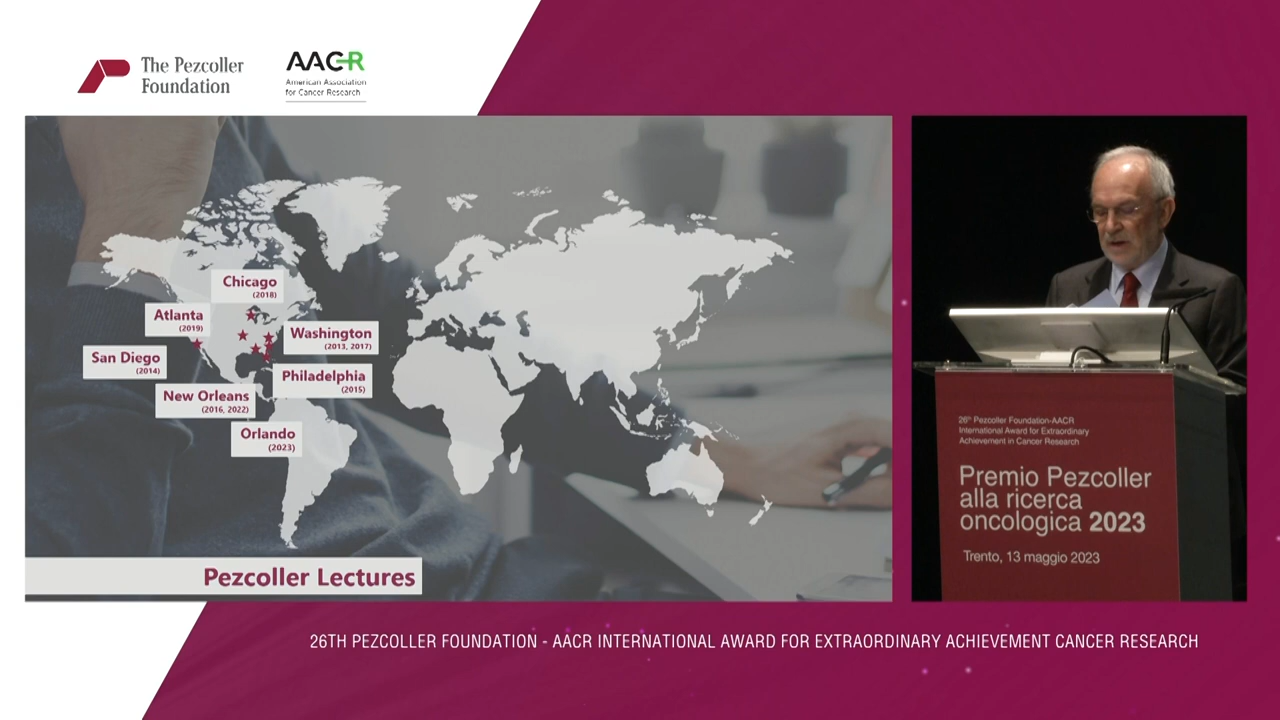 The Pezcoller
Foundation
AACR
American Association
for Cancer Research
Chicago
(2018)
Atlanta
(2019)
Washington
(2013, 2017)
San Diego
(2014)
Philadelphia
(2015)
New Orleans
(2016, 2022)
Orlando
(2023)
Pezcoller Lectures
26th Pezcoller Foundation-AACR
International Award for Extraordinary
Achievement in Cancer Research
Premio Pezcoller
alla ricerca
oncologica 2023
Trento, 13 maggio 2023
26TH PEZCOLLER FOUNDATION - AACR INTERNATIONAL AWARD FOR EXTRAORDINARY ACHIEVEMENT CANCER RESEARCH